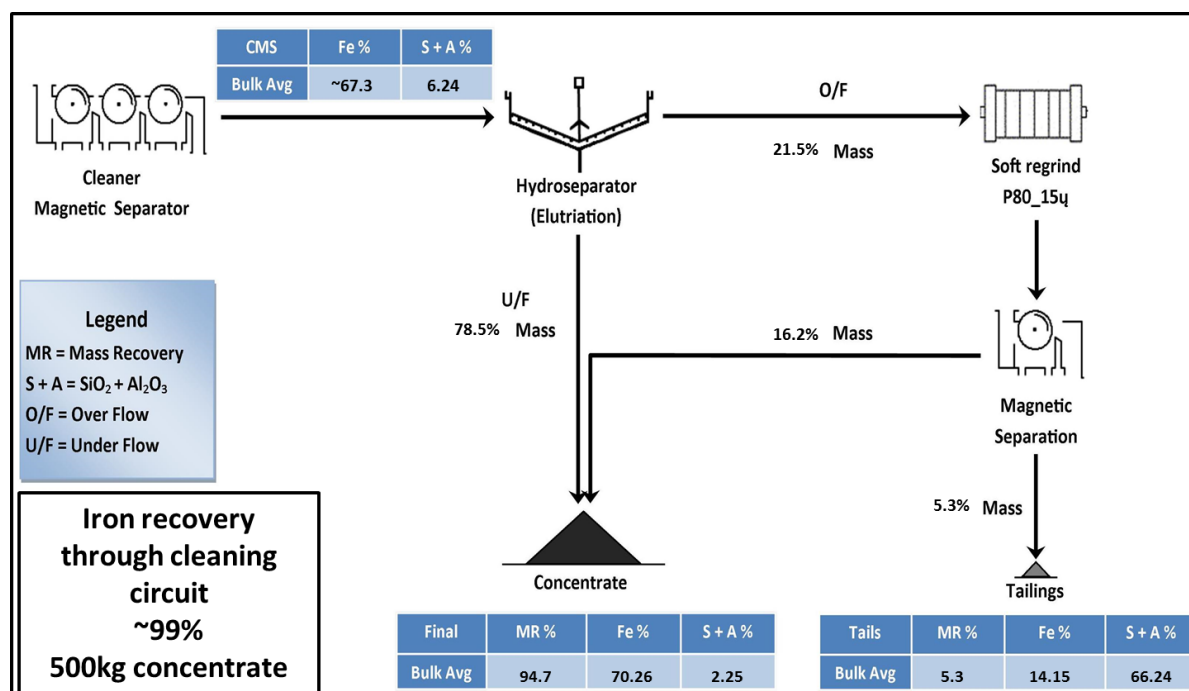 CMS Fe % S + A %
Bulk Avg ~67.3 6.24
Cleaner
Magnetic Separator
Hydroseparator
(Elutriation)
O/F
21.5% Mass
Soft regrind
P80_15ų
U/F
78.5% Mass
16.2% Mass
Magnetic
Separation
5.3% Mass
Legend
MR = Mass Recovery
S + A = SiO₂ + Al₂O₃
O/F = Over Flow
U/F = Under Flow
Iron recovery
through cleaning
circuit
~99%
500kg concentrate
Concentrate
Tailings
Final MR % Fe % S + A %
Bulk Avg 94.7 70.26 2.25
Tails MR % Fe % S + A %
Bulk Avg 5.3 14.15 66.24